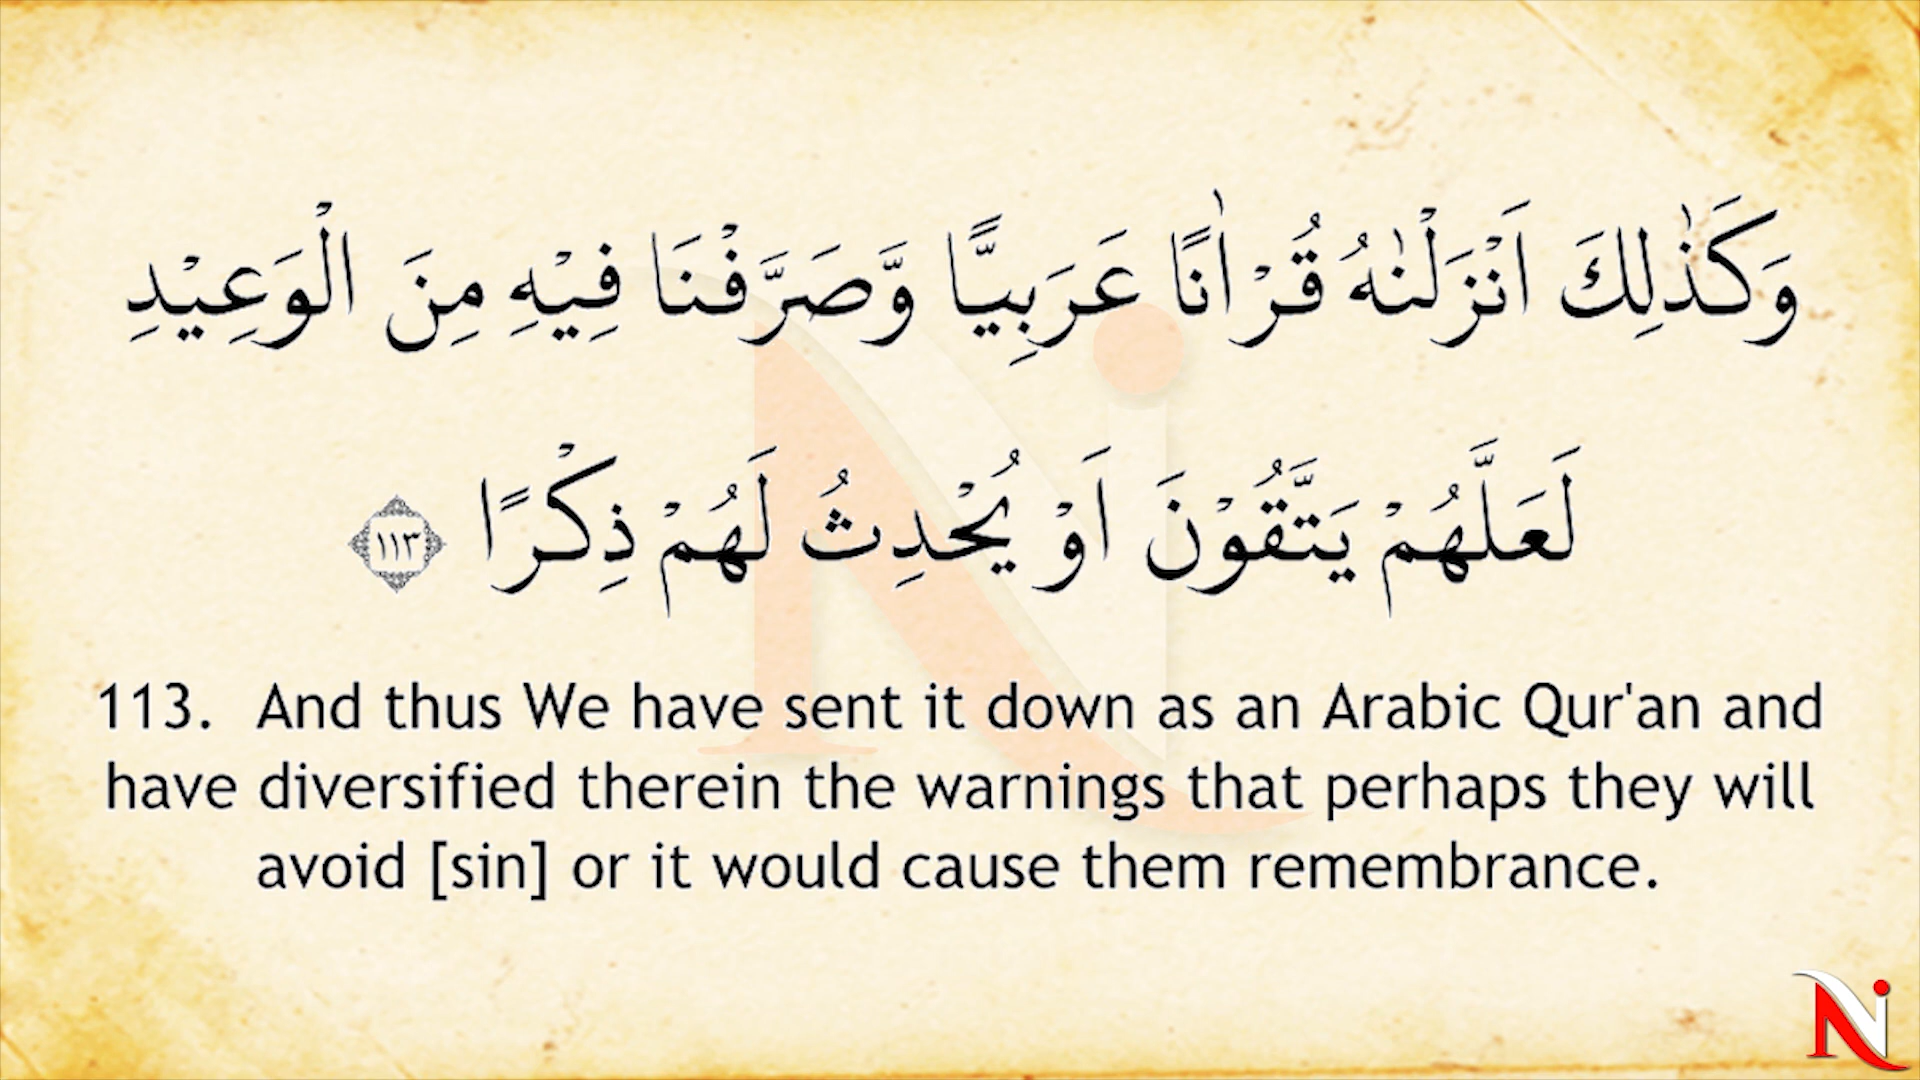 وَكَذٰلِكَ اَنْزَلْنٰهُ قُرْاٰنًا عَرَبِيًّا وَّصَرَّفْنَا فِيْهِ مِنَ الْوَعِيْدِ
لَعَلَّهُمْ يَتَّقُوْنَ اَوْ يُحْدِثُ لَهُمْ ذِكْرًا ١١٣
113. And thus We have sent it down as an Arabic Qur'an and
have diversified therein the warnings that perhaps they will
avoid [sin] or it would cause them remembrance.
Ni